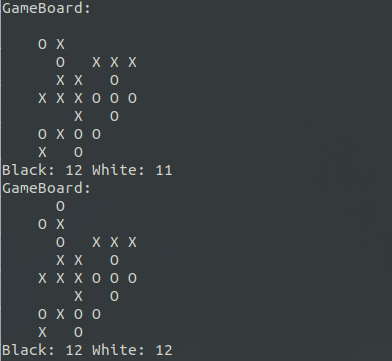 GameBoard:

    O X
      O   X X X
      X X   O
    X X X O O O
        X   O
    O X O O
    X   O
Black: 12 White: 11
GameBoard:
      O
    O X
      O   X X X
      X X   O
    X X X O O O
        X   O
    O X O O
    X   O
Black: 12 White: 12